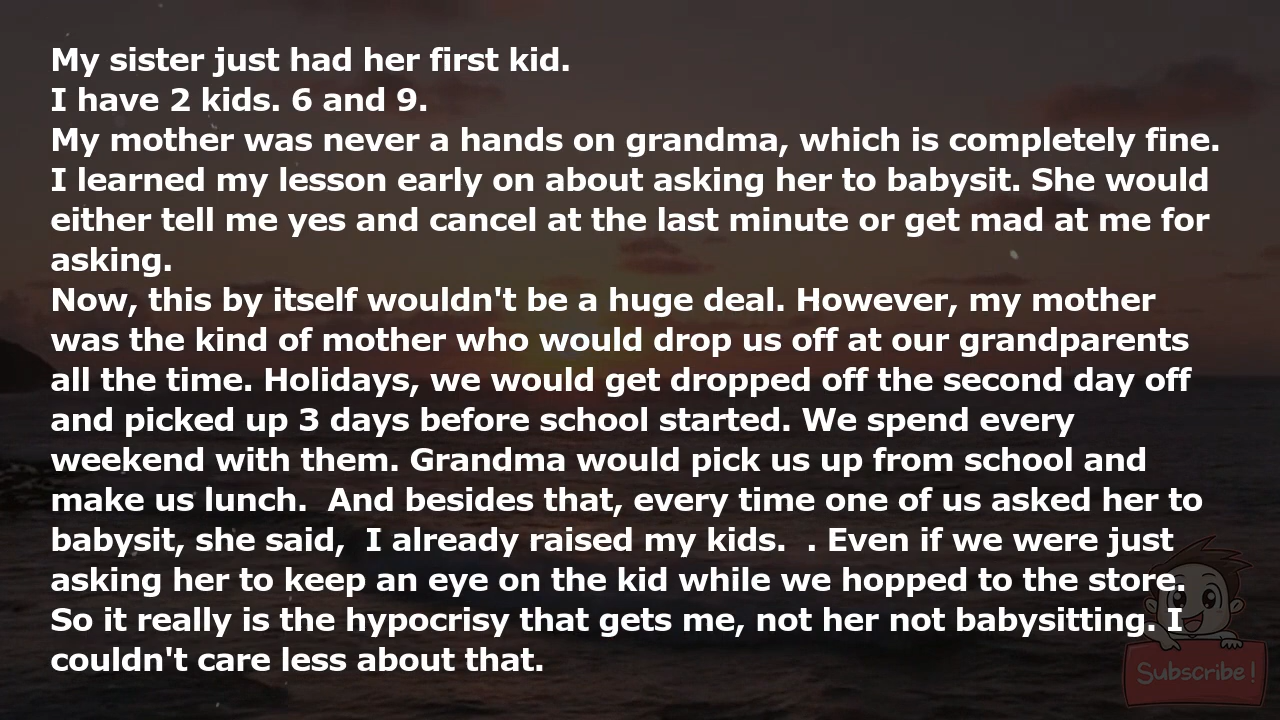 My sister just had her first kid.
I have 2 kids. 6 and 9.
My mother was never a hands on grandma, which is completely fine.
I learned my lesson early on about asking her to babysit. She would
either tell me yes and cancel at the last minute or get mad at me for
asking.
Now, this by itself wouldn't be a huge deal. However, my mother
was the kind of mother who would drop us off at our grandparents
all the time. Holidays, we would get dropped off the second day off
and picked up 3 days before school started. We spend every
weekend with them. Grandma would pick us up from school and
make us lunch.  And besides that, every time one of us asked her to
babysit, she said,  I already raised my kids.  . Even if we were just
asking her to keep an eye on the kid while we hopped to the store.
So it really is the hypocrisy that gets me, not her not babysitting. I
couldn't care less about that.
Subscribe!